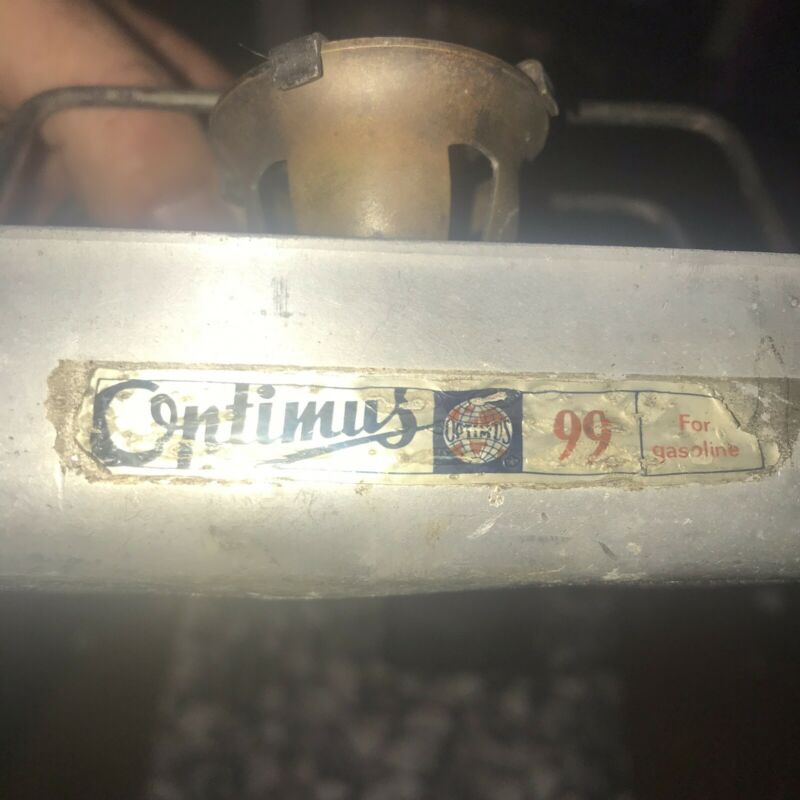 Optimus
OPTIMUS
99
For
gasoline